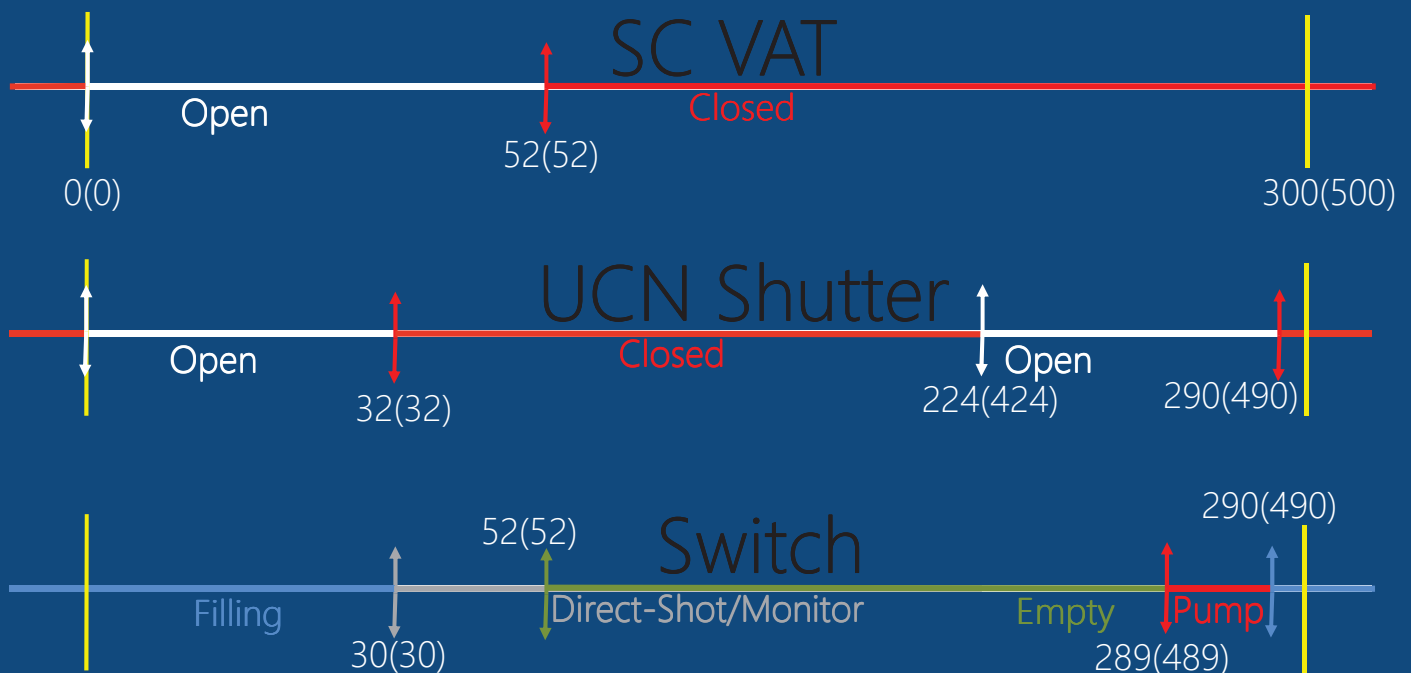 SC VAT
Open
Closed
52(52)
0(0)
300(500)
UCN Shutter
Open
Closed
Open
32(32)
224(424)
290(490)
290(490)
52(52)
Switch
Filling
Direct-Shot/Monitor
Empty
Pump
30(30)
289(489)